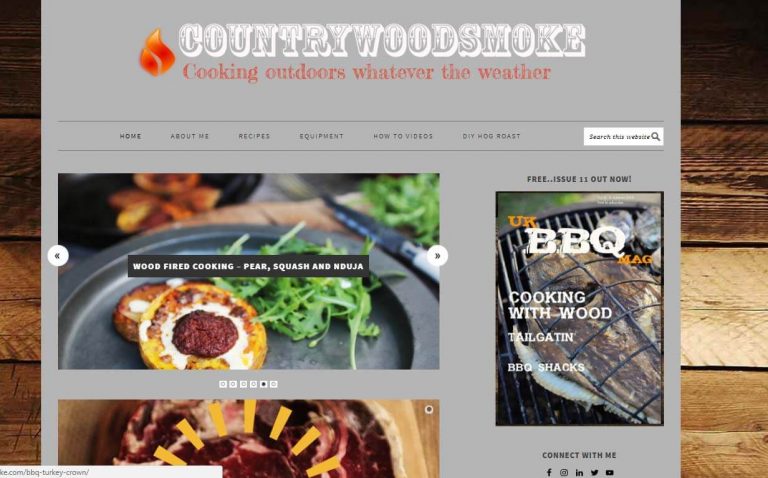 COUNTRYWOODSMOKE
Cooking outdoors whatever the weather
HOME
ABOUT ME
RECIPES
EQUIPMENT
HOW TO VIDEOS
DIY HOG ROAST
Search this website
«
WOOD FIRED COOKING – PEAR, SQUASH AND NDUJA
»
FREE..ISSUE 11 OUT NOW!
UK
BBQ
MAG
COOKING
WITH WOOD
TAILGATIN'
BBQ SHACKS
CONNECT WITH ME
ke.com/bbq-turkey-crown/